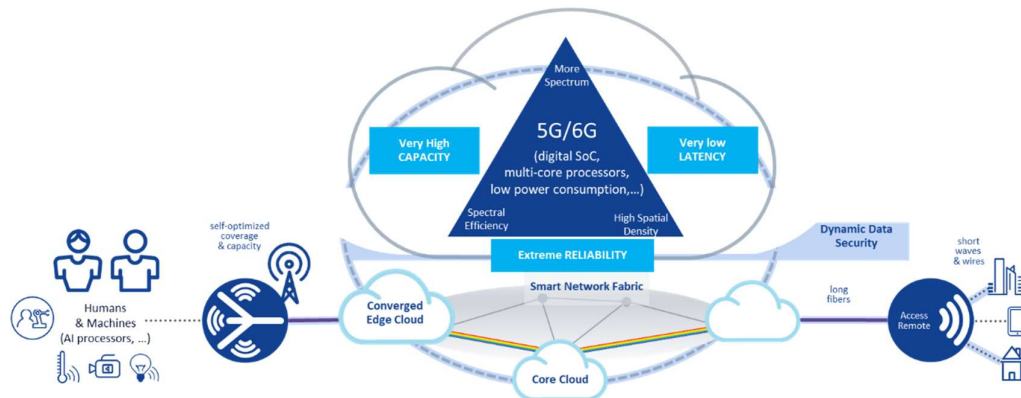 More
Spectrum
5G/6G
(digital SoC,
multi-core processors,
low power consumption,...)
Spectral
Efficiency
High Spatial
Density
Very High
CAPACITY
Very low
LATENCY
Extreme RELIABILITY
Dynamic Data
Security
self-optimized
coverage
& capacity
Humans
& Machines
(AI processors, ...)
Converged
Edge Cloud
Smart Network Fabric
Core Cloud
long
fibers
short
waves
& wires
Access
Remote